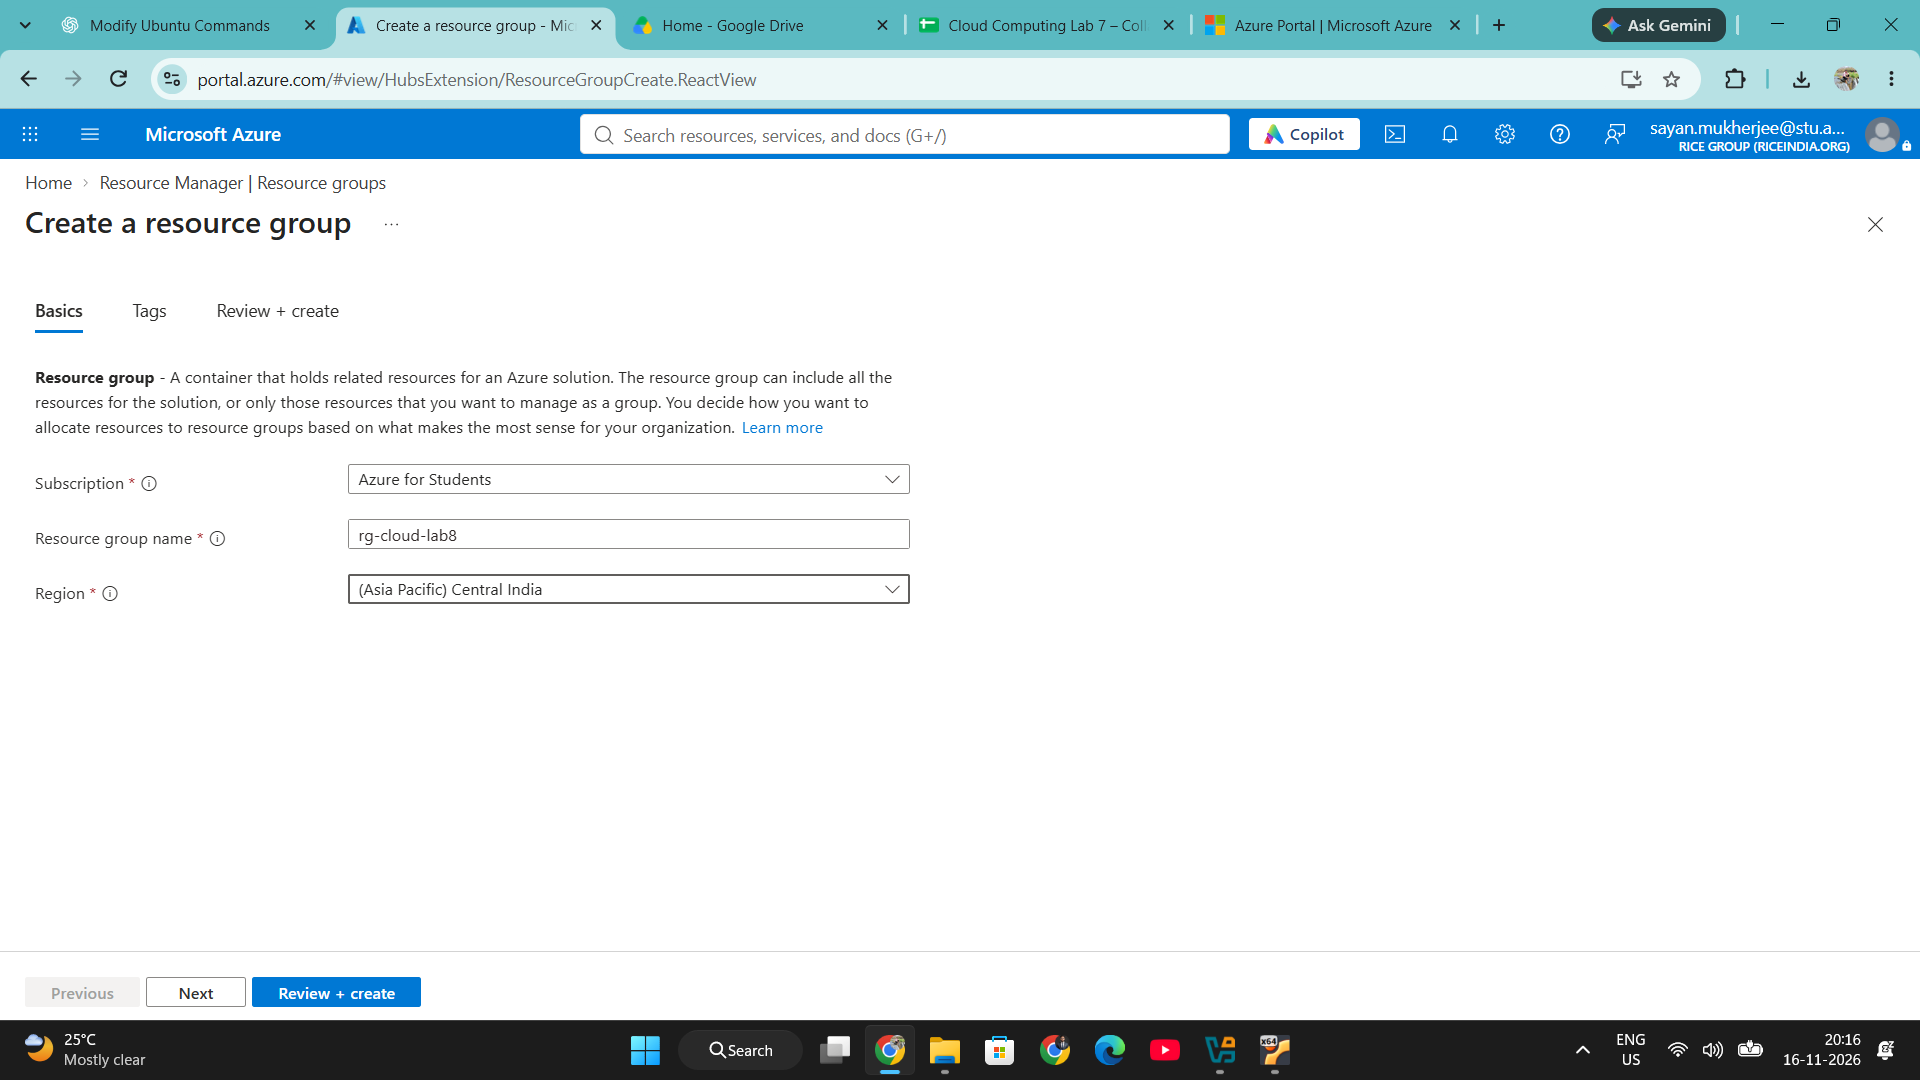 Modify Ubuntu Commands
Create a resource group - Mic
Home - Google Drive
Cloud Computing Lab 7 – Coll
Azure Portal | Microsoft Azure
Ask Gemini
portal.azure.com/#view/HubsExtension/ResourceGroupCreate.ReactView
Microsoft Azure
Search resources, services, and docs (G+/)
Copilot
sayan.mukherjee@stu.a...
RICE GROUP (RICEINDIA.ORG)
Home
Resource Manager | Resource groups
Create a resource group
...
Basics
Tags
Review + create
Resource group - A container that holds related resources for an Azure solution. The resource group can include all the
resources for the solution, or only those resources that you want to manage as a group. You decide how you want to
allocate resources to resource groups based on what makes the most sense for your organization. Learn more
Subscription *
Azure for Students
Resource group name *
rg-cloud-lab8
Region *
(Asia Pacific) Central India
Previous
Next
Review + create
25°C
Mostly clear
Search
x64
ENG
US
20:16
16-11-2026